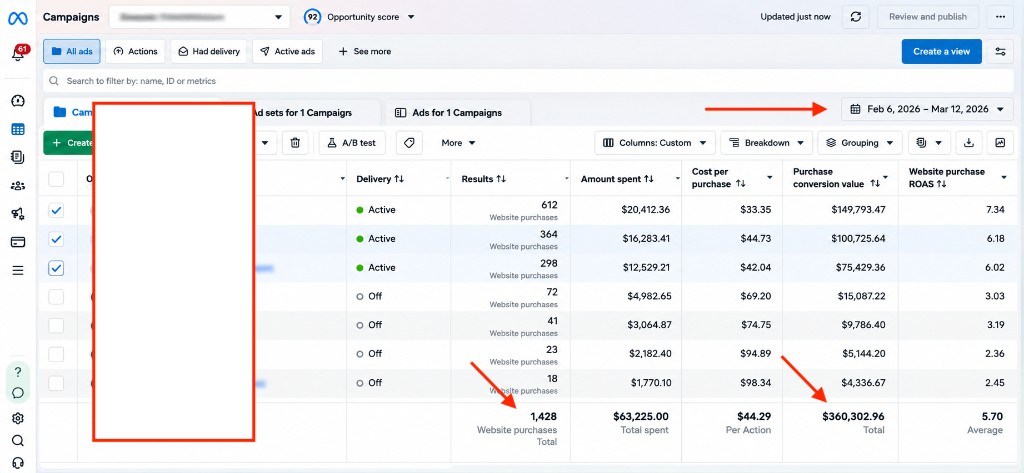 Campaigns
92 Opportunity score
Updated just now
Review and publish
61
All ads
Actions
Had delivery
Active ads
+ See more
Create a view
Search to filter by: name, ID or metrics
Ad sets for 1 Campaign
Ads for 1 Campaigns
Feb 6, 2026 – Mar 12, 2026
+ Create
A/B test
More
Columns: Custom
Breakdown
Grouping
Delivery
Results
Amount spent
Cost per purchase
Purchase conversion value
Website purchase ROAS
Active 612 Website purchases $20,412.36 $33.35 $149,793.47 7.34
Active 364 Website purchases $16,283.41 $44.73 $100,725.64 6.18
Active 298 Website purchases $12,529.21 $42.04 $75,429.36 6.02
Off 72 Website purchases $4,982.65 $69.20 $15,087.22 3.03
Off 41 Website purchases $3,064.87 $74.75 $9,786.40 3.19
Off 23 Website purchases $2,182.40 $94.89 $5,144.20 2.36
Off 18 Website purchases $1,770.10 $98.34 $4,336.67 2.45
1,428 $63,225.00 $44.29 $360,302.96 5.70
Website purchases Total spent Per Action Total Average
Total